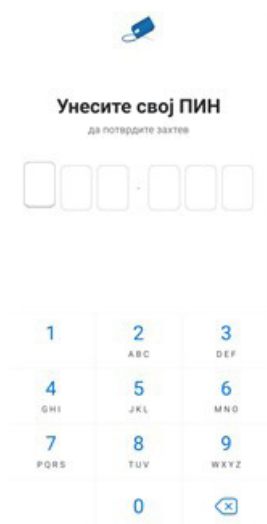 Унесите свој ПИН
да потврдите захтев
-
1 2 3
ABC DEF
4 5 6
GHI JKL MNO
7 8 9
PQRS TUV WXYZ
0